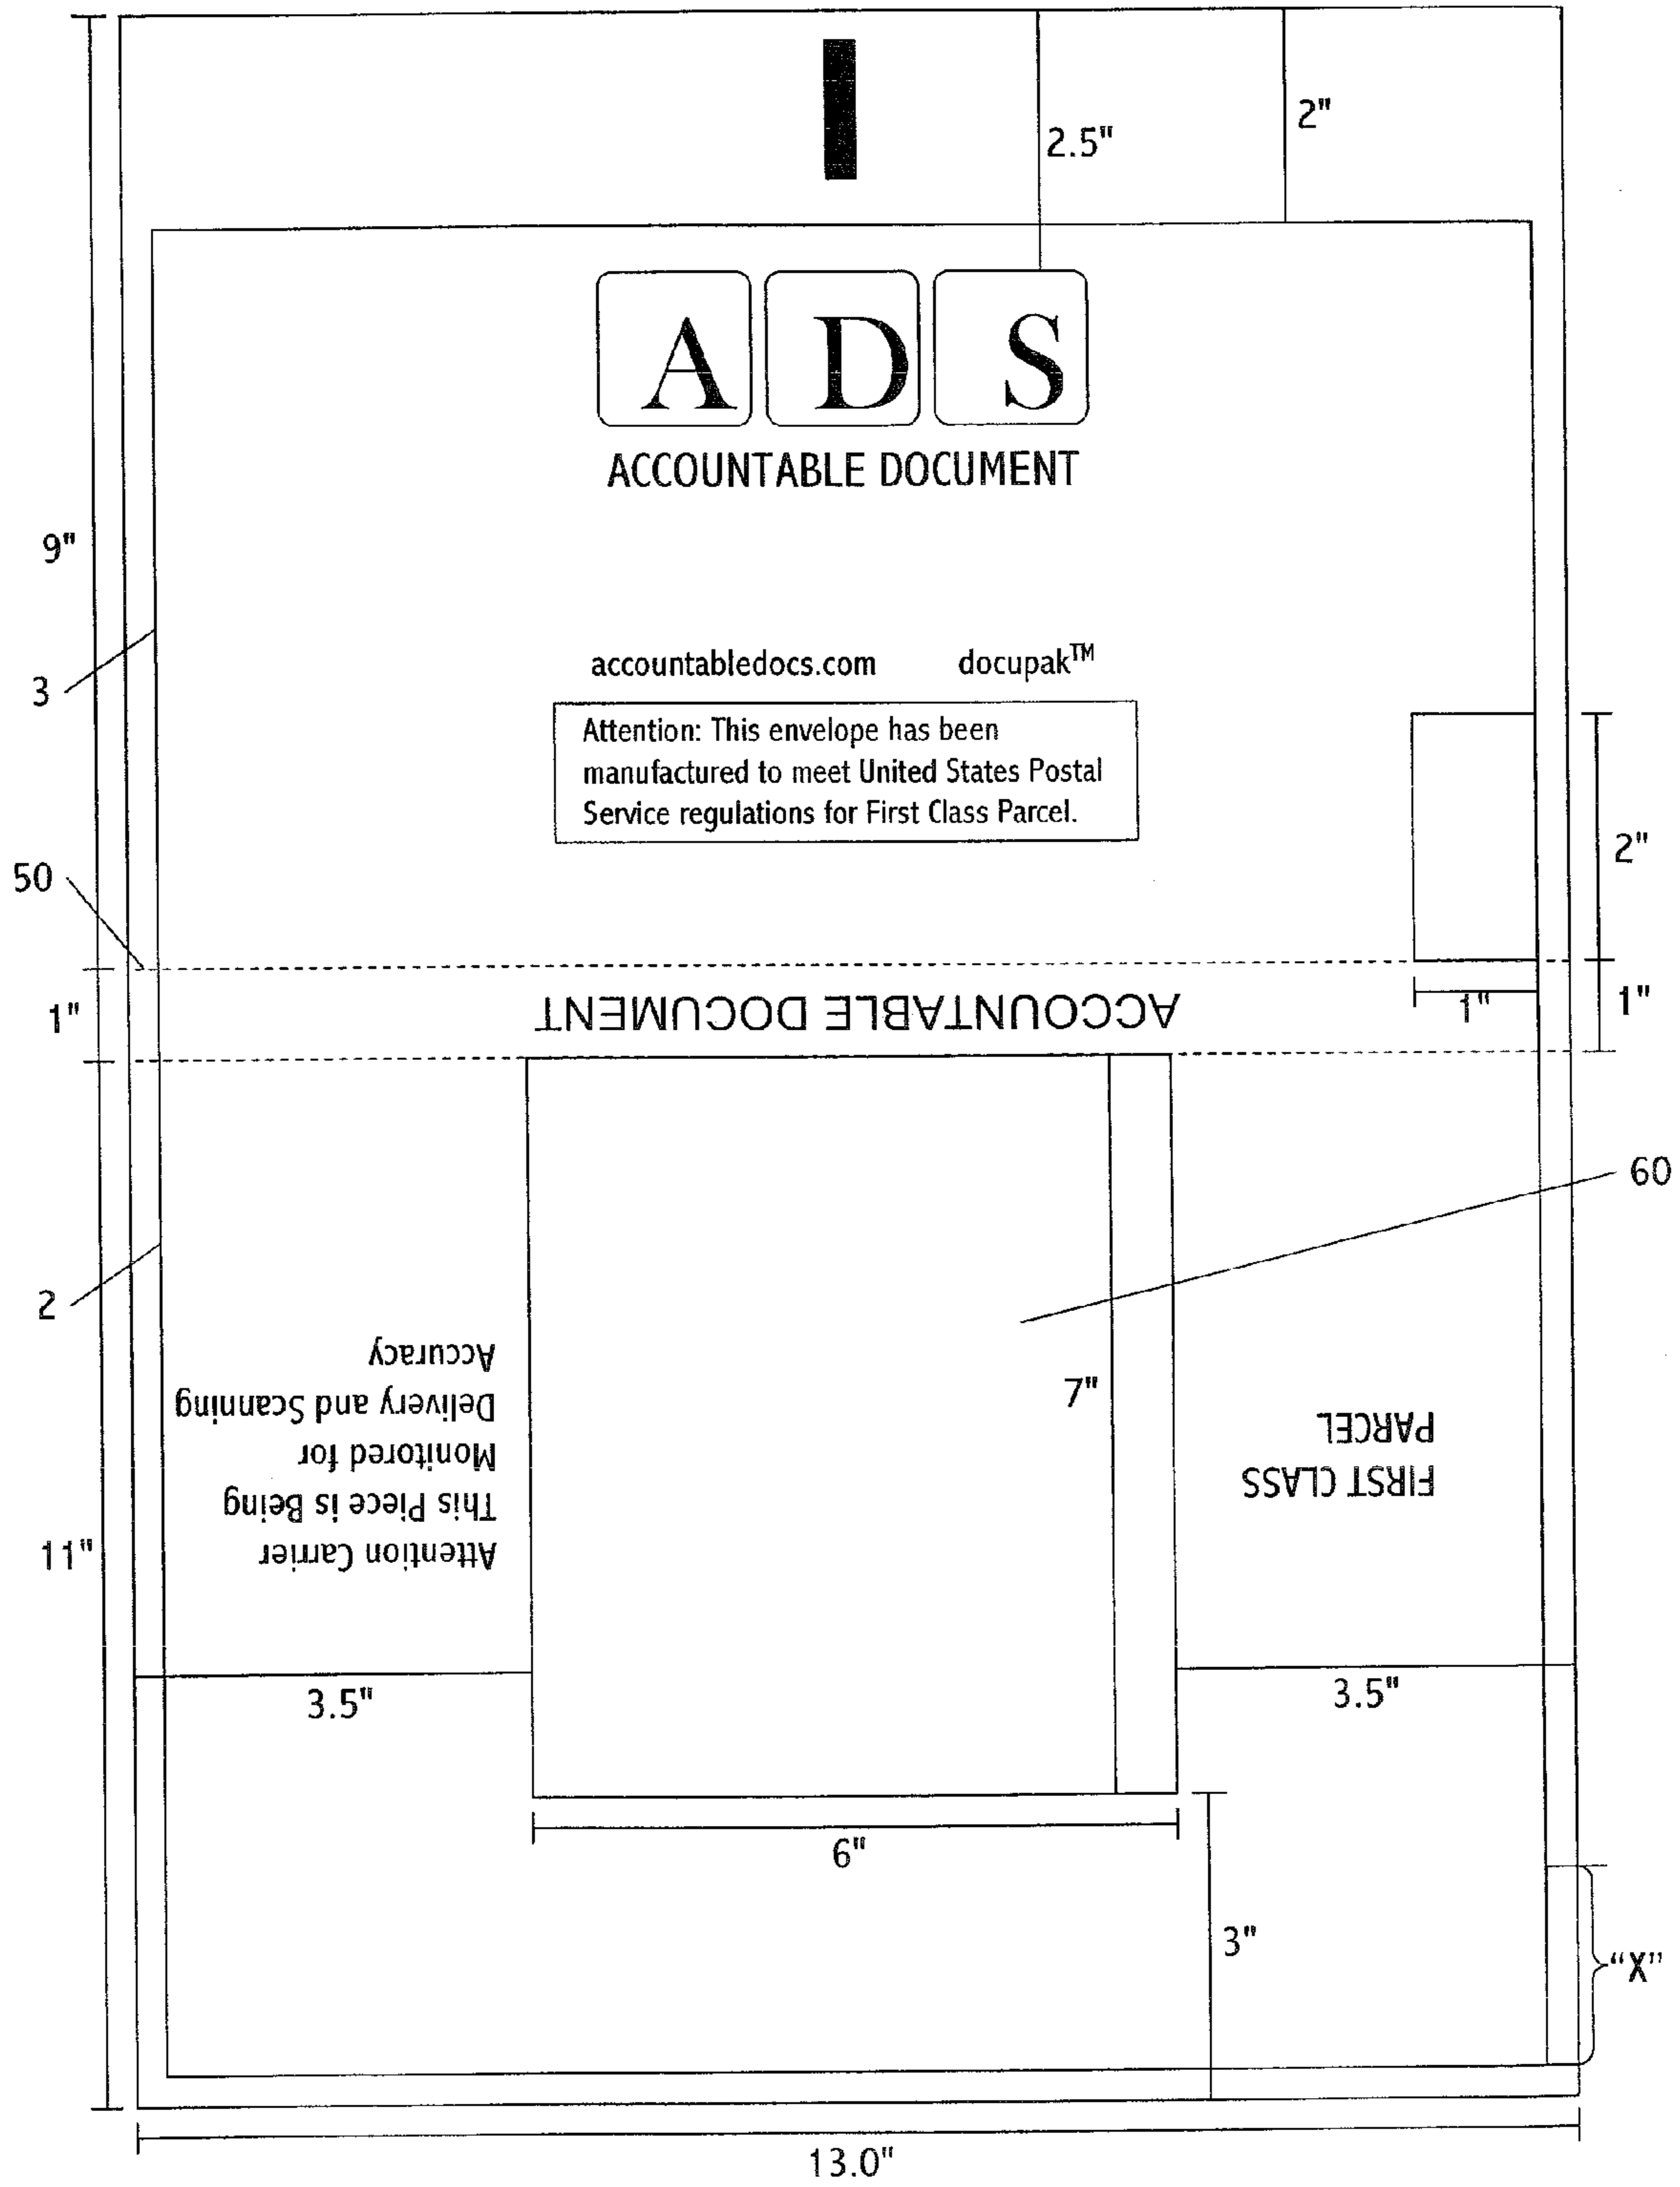 2.5"
2"
A D S
ACCOUNTABLE DOCUMENT
9"
accountabledocs.com docupak™
3
Attention: This envelope has been
manufactured to meet United States Postal
Service regulations for First Class Parcel.
2"
50
1"
ACCOUNTABLE DOCUMENT
1"
1"
60
2
7"
Attention Carrier
This Piece is Being
Monitored for
Delivery and Scanning
Accuracy
FIRST CLASS
PARCEL
11"
3.5"
3.5"
6"
3"
"X"
13.0"